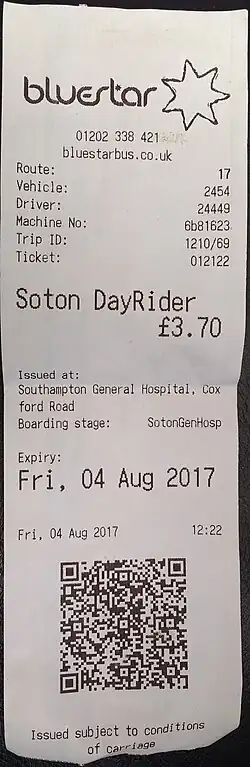 bluestar
01202 338 421
bluestarbus.co.uk
Route: 17
Vehicle: 2454
Driver: 24449
Machine No: 6b81623
Trip ID: 1210/69
Ticket: 012122
Soton DayRider
£3.70
Issued at:
Southampton General Hospital, Cox
ford Road
Boarding stage: SotonGenHosp
Expiry:
Fri, 04 Aug 2017
Fri, 04 Aug 2017 12:22
Issued subject to conditions
of carriage